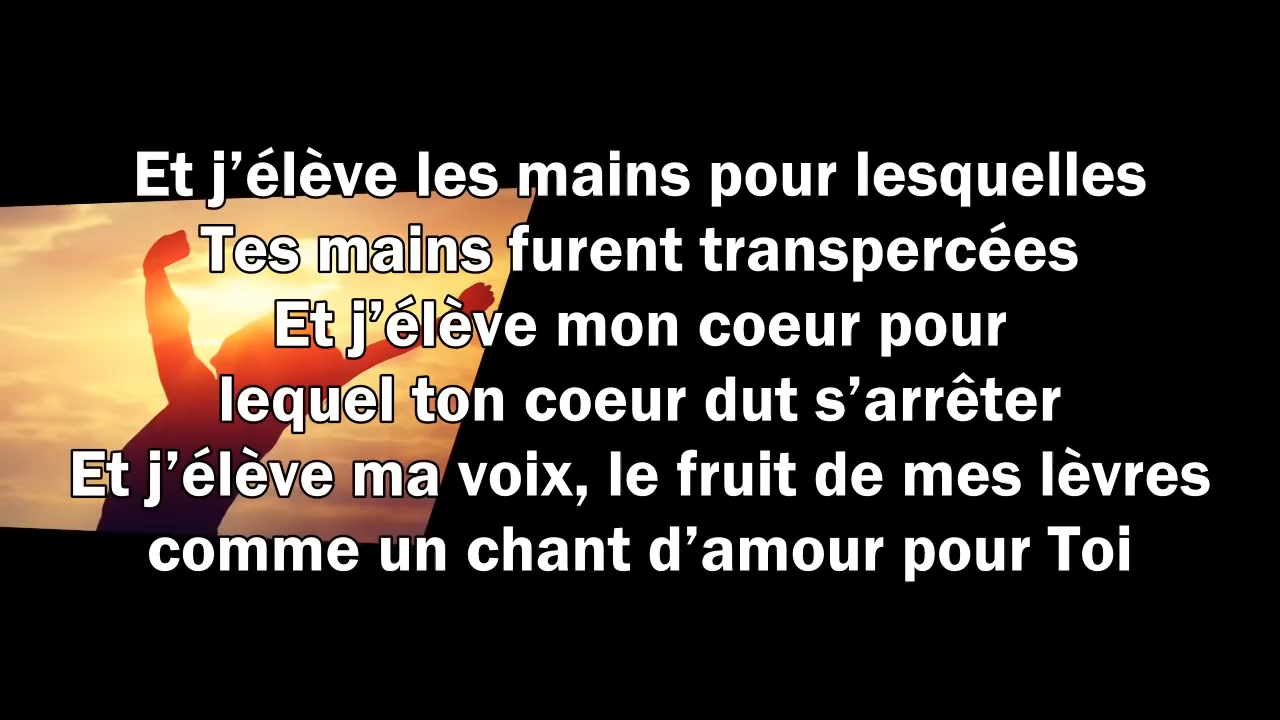 Et j’élève les mains pour lesquelles
Tes mains furent transpercées
Et j’élève mon coeur pour
lequel ton coeur dut s’arrêter
Et j’élève ma voix, le fruit de mes lèvres
comme un chant d’amour pour Toi